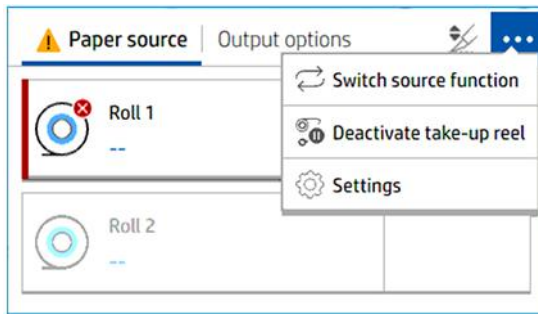 Paper source
Output options
Switch source function
Roll 1
--
Deactivate take-up reel
Settings
Roll 2
--